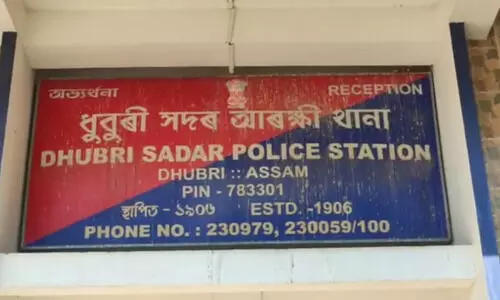 অভ্যৰ্থনা RECEPTION
ধুবুৰী সদৰ আৰক্ষী থানা
DHUBRI SADAR POLICE STATION
DHUBRI :: ASSAM
PIN - 783301
স্থাপিত - ১৯০৬ ESTD. -1906
PHONE NO. : 230979, 230059/100